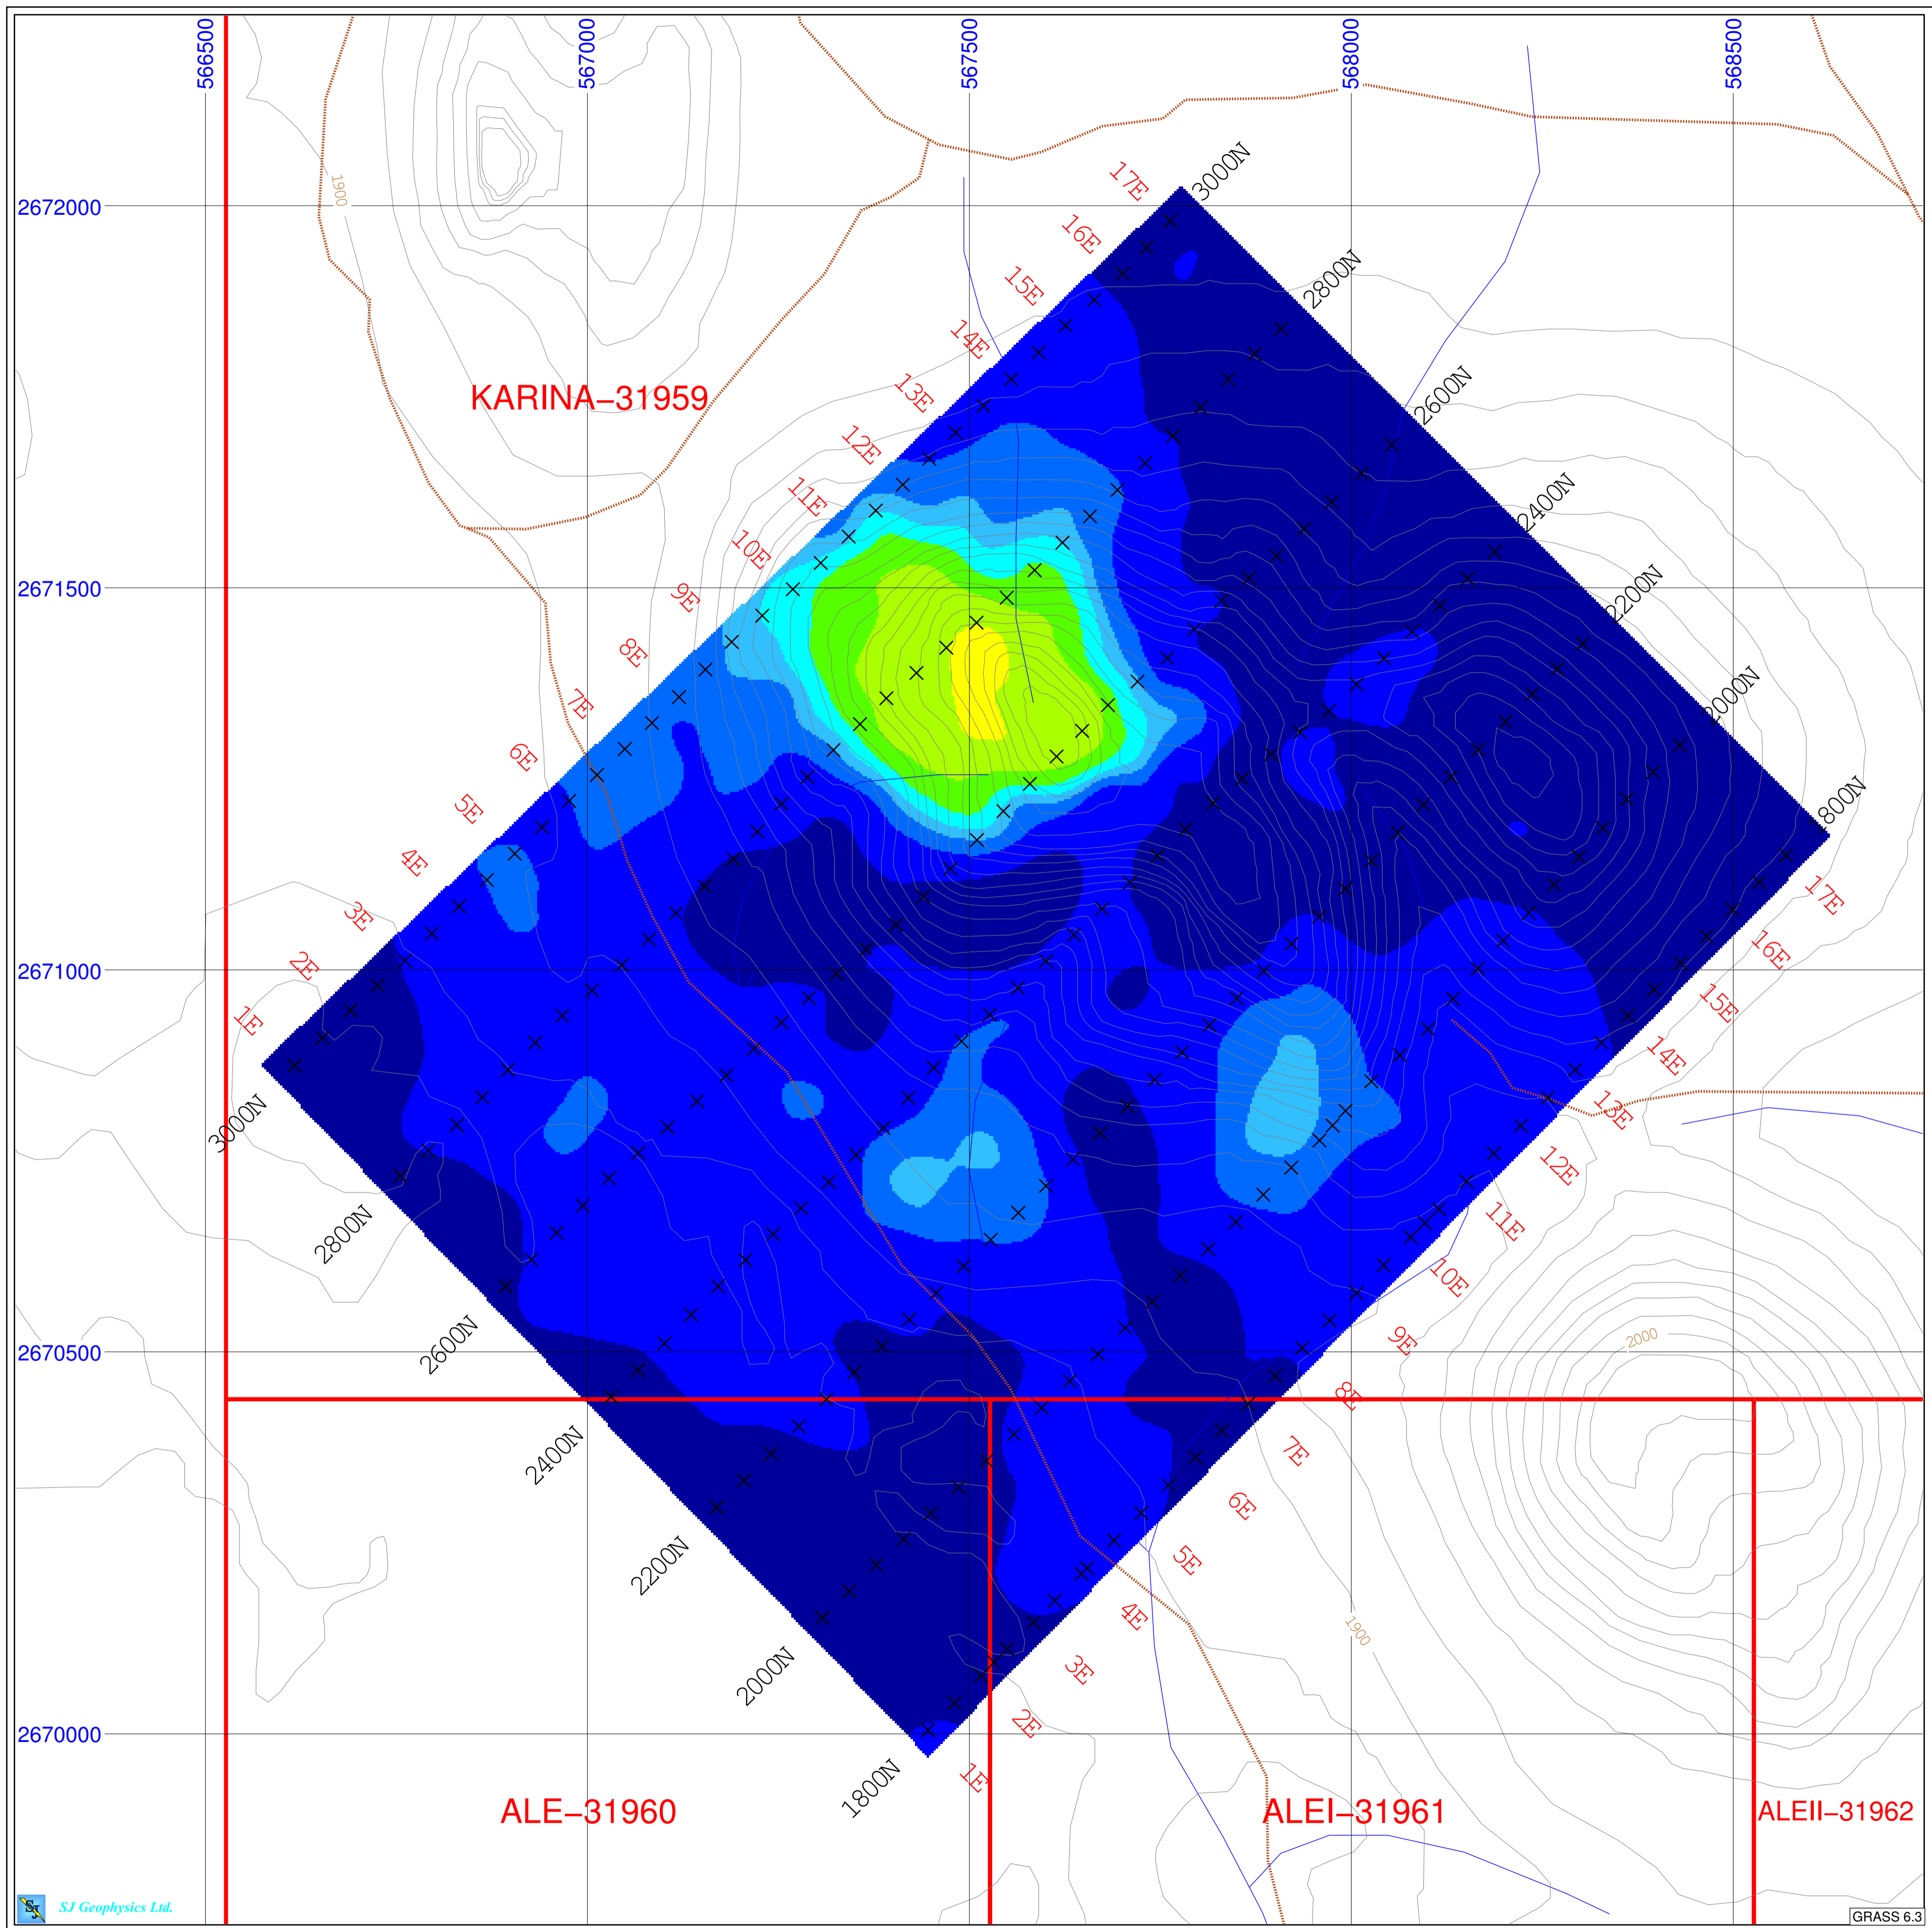 566500
567000
567500
568000
568500
3000N
17E
2672000
1900
16E
2800N
15E
14E
2600N
KARINA-31959
13E
12E
2400N
11E
10E
2671500
9E
2200N
8E
2000N
7E
6E
5E
800N
4E
17E
3E
16E
2E
2671000
15E
1E
14E
3000N
13E
12E
2800N
11E
10E
2600N
9E
2000
2670500
8E
2400N
7E
6E
2200N
5E
4E
1900
2000N
3E
2E
2670000
1E
1800N
ALE-31960
ALEI-31961
ALEII-31962
SJ
SJ Geophysics Ltd.
GRASS 6.3